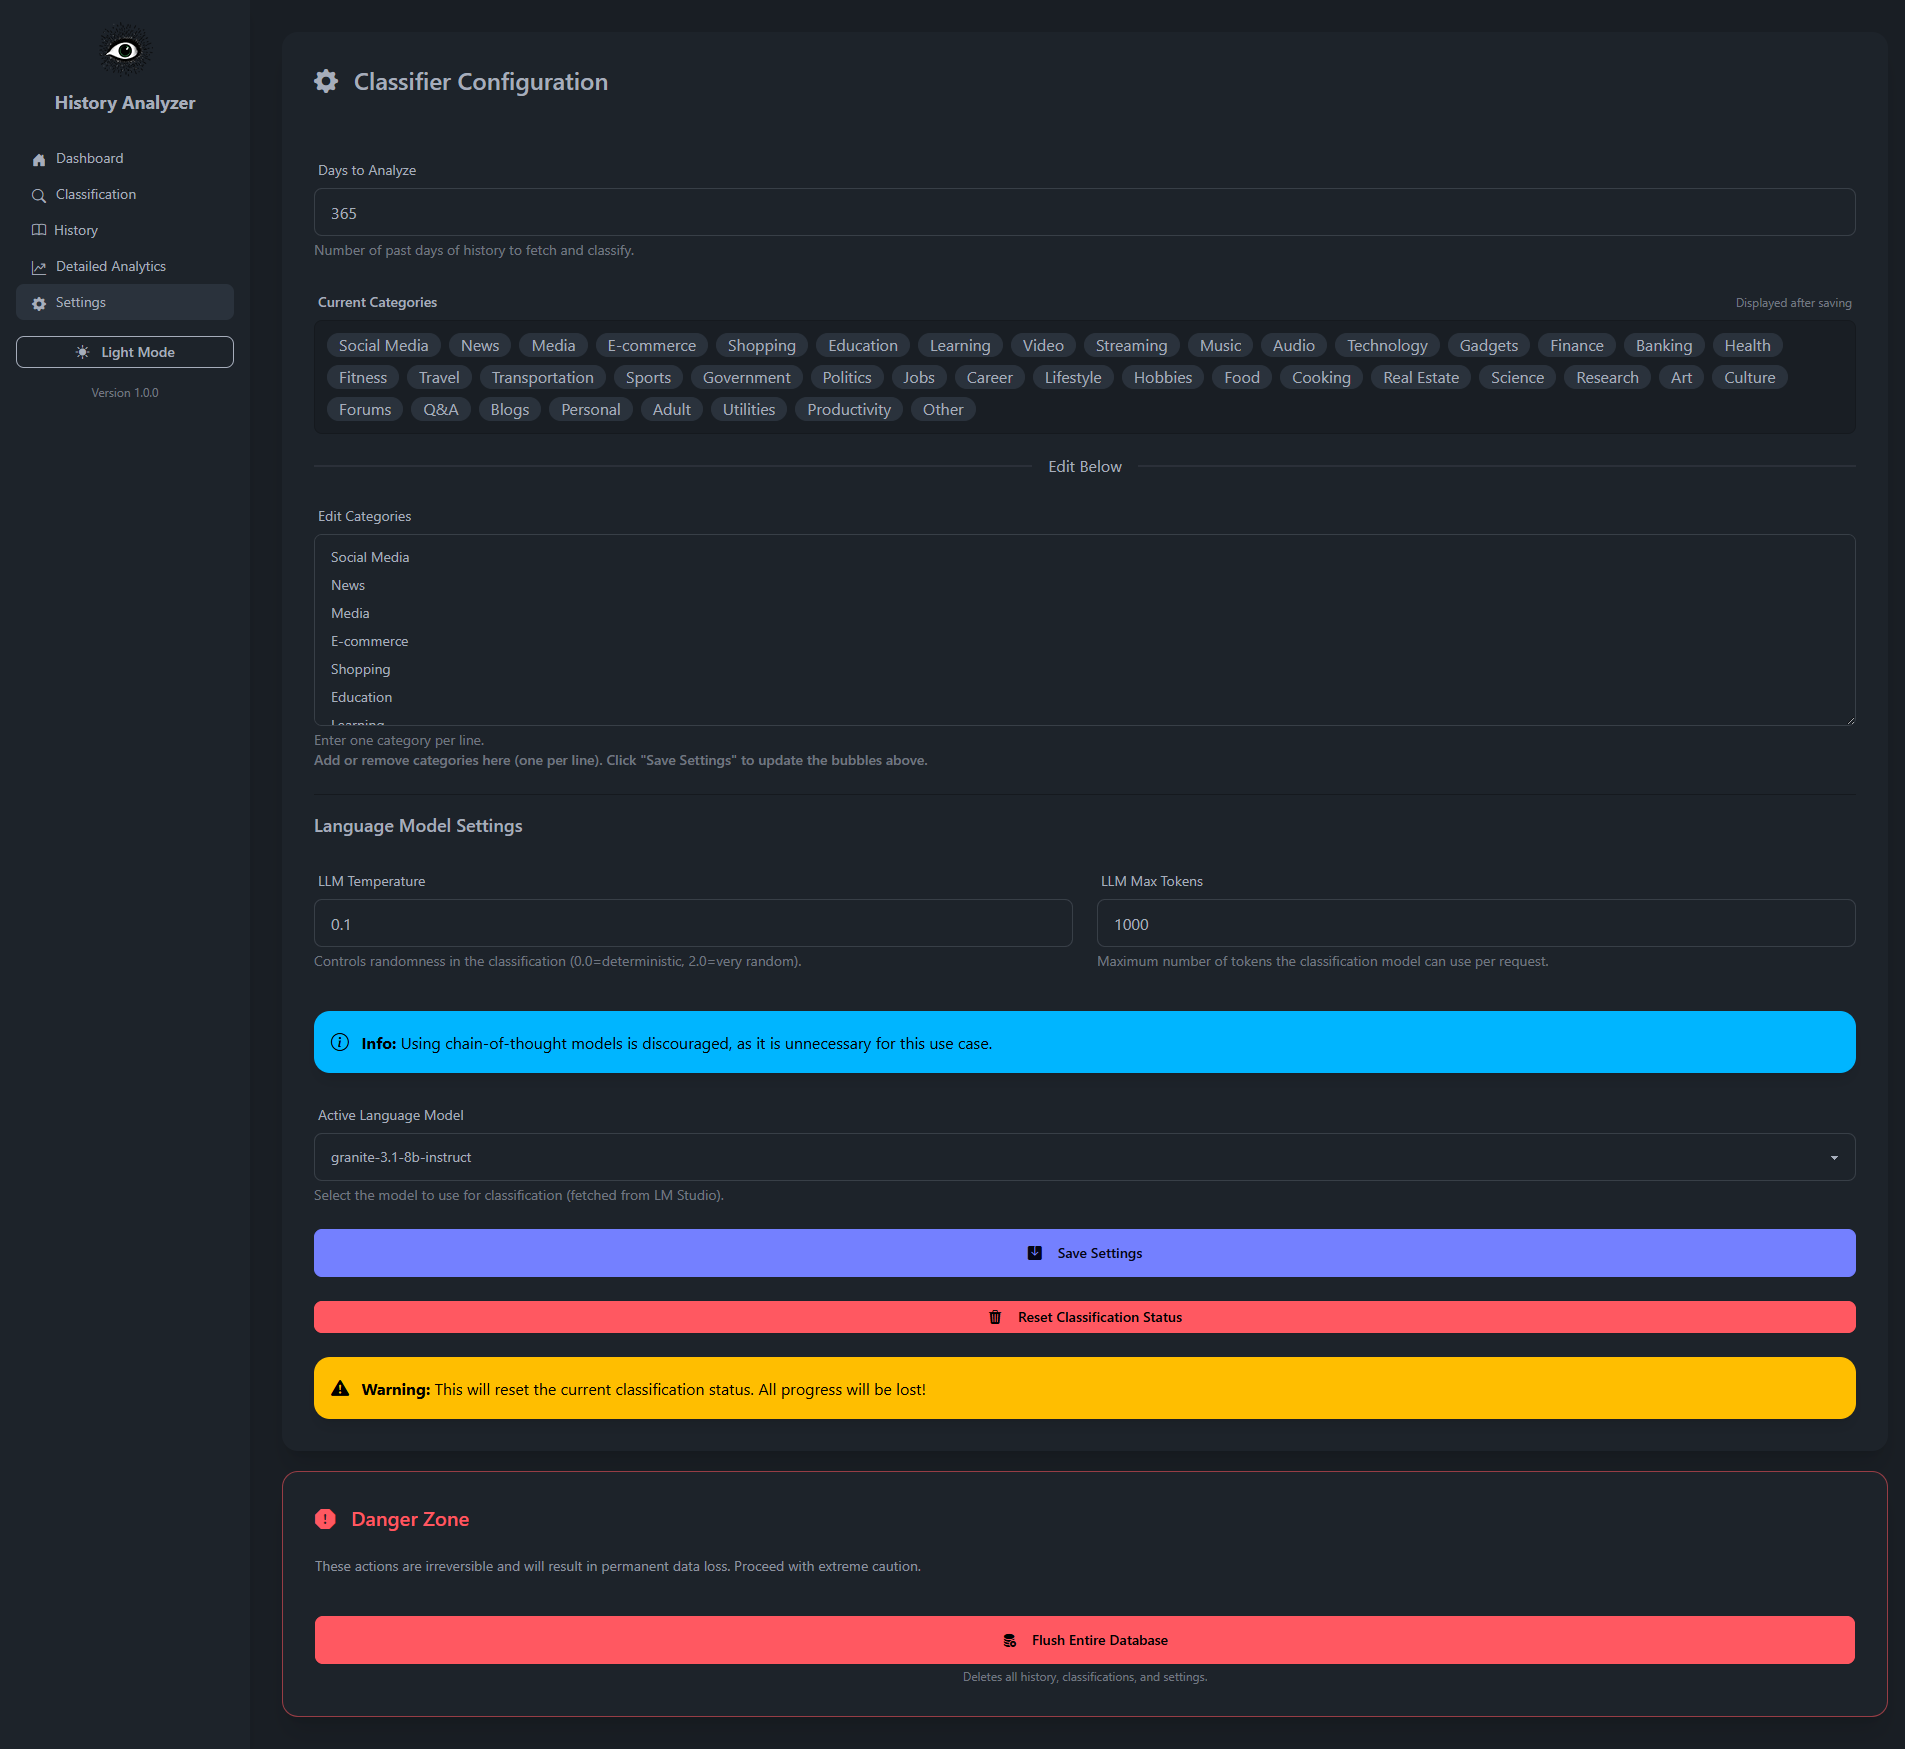 History Analyzer
Dashboard
Classification
History
Detailed Analytics
Settings
Light Mode
Version 1.0.0
Classifier Configuration
Days to Analyze
365
Number of past days of history to fetch and classify.
Current Categories
Displayed after saving
Social Media News Media E-commerce Shopping Education Learning Video Streaming Music Audio Technology Gadgets Finance Banking Health
Fitness Travel Transportation Sports Government Politics Jobs Career Lifestyle Hobbies Food Cooking Real Estate Science Research Art Culture
Forums Q&A Blogs Personal Adult Utilities Productivity Other
Edit Below
Edit Categories
Social Media
News
Media
E-commerce
Shopping
Education
Learning
Enter one category per line.
Add or remove categories here (one per line). Click "Save Settings" to update the bubbles above.
Language Model Settings
LLM Temperature
0.1
Controls randomness in the classification (0.0=deterministic, 2.0=very random).
LLM Max Tokens
1000
Maximum number of tokens the classification model can use per request.
Info: Using chain-of-thought models is discouraged, as it is unnecessary for this use case.
Active Language Model
granite-3.1-8b-instruct
Select the model to use for classification (fetched from LM Studio).
Save Settings
Reset Classification Status
Warning: This will reset the current classification status. All progress will be lost!
Danger Zone
These actions are irreversible and will result in permanent data loss. Proceed with extreme caution.
Flush Entire Database
Deletes all history, classifications, and settings.